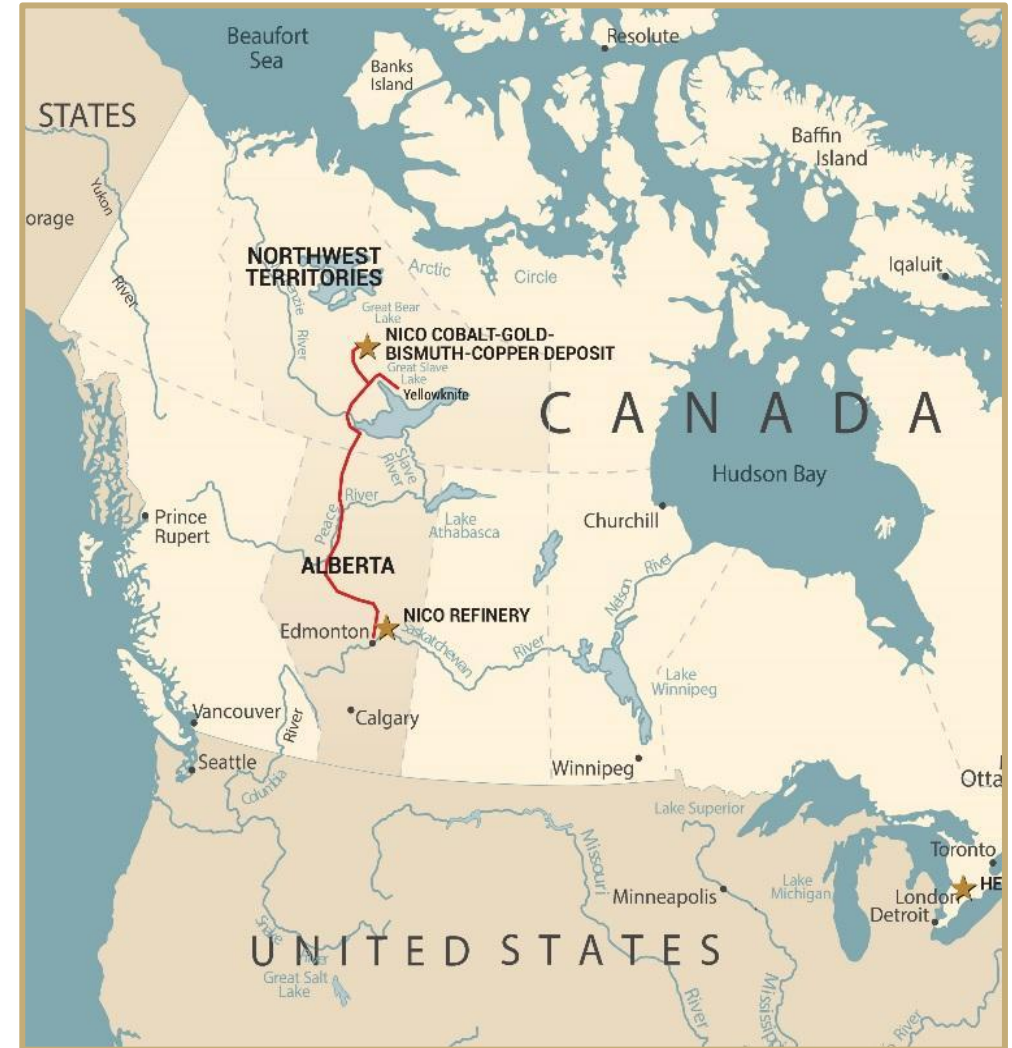 Beaufort
Sea
Resolute
Banks
Island
STATES
Baffin
Island
Yukon
River
orage
NORTHWEST
TERRITORIES
Arctic Circle
Iqaluit
Great Bear
Lake
River
NICO COBALT-GOLD-
BISMUTH-COPPER DEPOSIT
Great Slave
Lake
Yellowknife
CANADA
Hudson Bay
Slave
River
Peace River
Prince
Rupert
Lake
Athabasca
Churchill
ALBERTA
Nelson River
NICO REFINERY
Edmonton
Saskatchewan River
Lake
Winnipeg
Vancouver
River
Calgary
Seattle
Columbia
Winnipeg
Otta
Lake Superior
Toronto
Missouri
Minneapolis
Lake
Michigan
London
HE
Detroit
Snake
River
UNITED STATES
Great Salt
Lake
River
Mississip
River